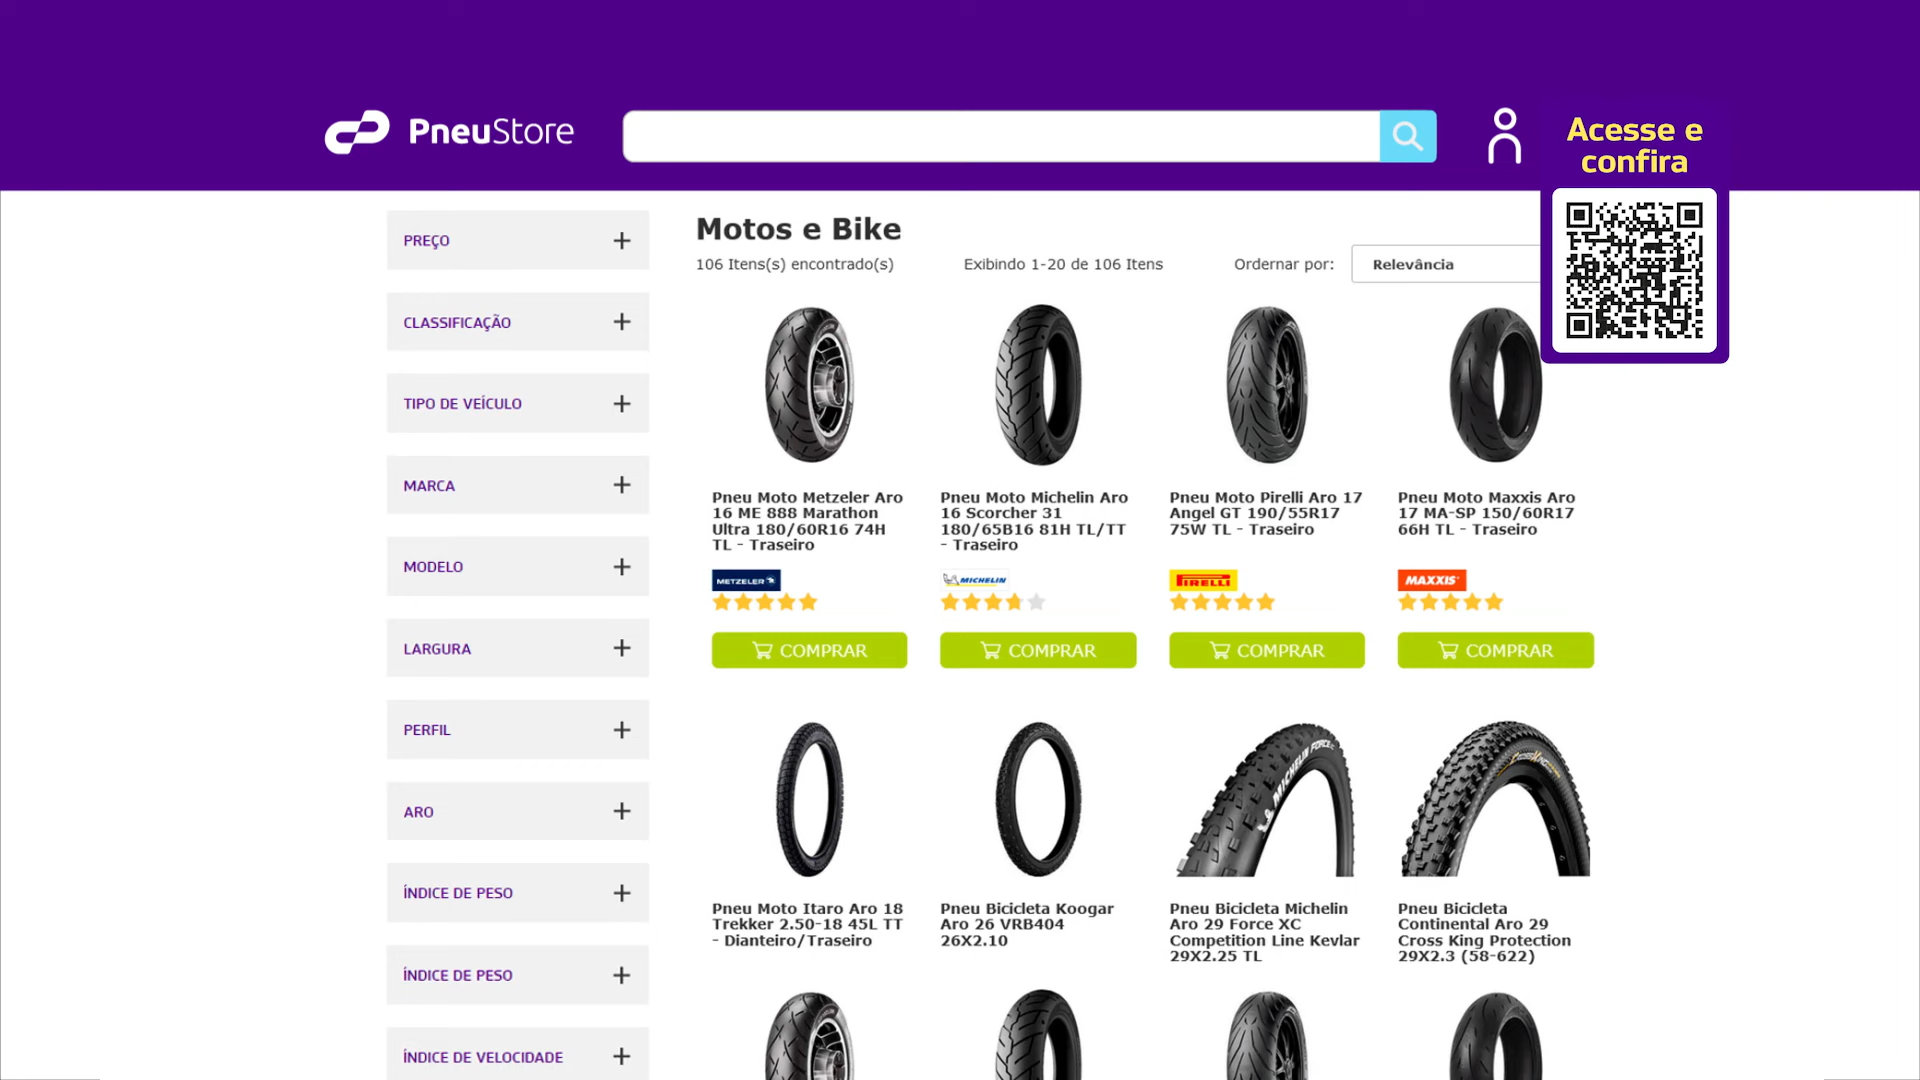 PneuStore
Acesse e
confira
PREÇO
CLASSIFICAÇÃO
TIPO DE VEÍCULO
MARCA
MODELO
LARGURA
PERFIL
ARO
ÍNDICE DE PESO
ÍNDICE DE PESO
ÍNDICE DE VELOCIDADE
Motos e Bike
106 Itens(s) encontrado(s)
Exibindo 1-20 de 106 Itens
Ordernar por:
Relevância
Pneu Moto Metzeler Aro
16 ME 888 Marathon
Ultra 180/60R16 74H
TL - Traseiro
METZELER
COMPRAR
Pneu Moto Michelin Aro
16 Scorcher 31
180/65B16 81H TL/TT
- Traseiro
MICHELIN
COMPRAR
Pneu Moto Pirelli Aro 17
Angel GT 190/55R17
75W TL - Traseiro
PIRELLI
COMPRAR
Pneu Moto Maxxis Aro
17 MA-SP 150/60R17
66H TL - Traseiro
MAXXIS
COMPRAR
Pneu Moto Itaro Aro 18
Trekker 2.50-18 45L TT
- Dianteiro/Traseiro
Pneu Bicicleta Koogar
Aro 26 VRB404
26X2.10
MICHELIN FORCE
Pneu Bicicleta Michelin
Aro 29 Force XC
Competition Line Kevlar
29X2.25 TL
Pneu Bicicleta
Continental Aro 29
Cross King Protection
29X2.3 (58-622)